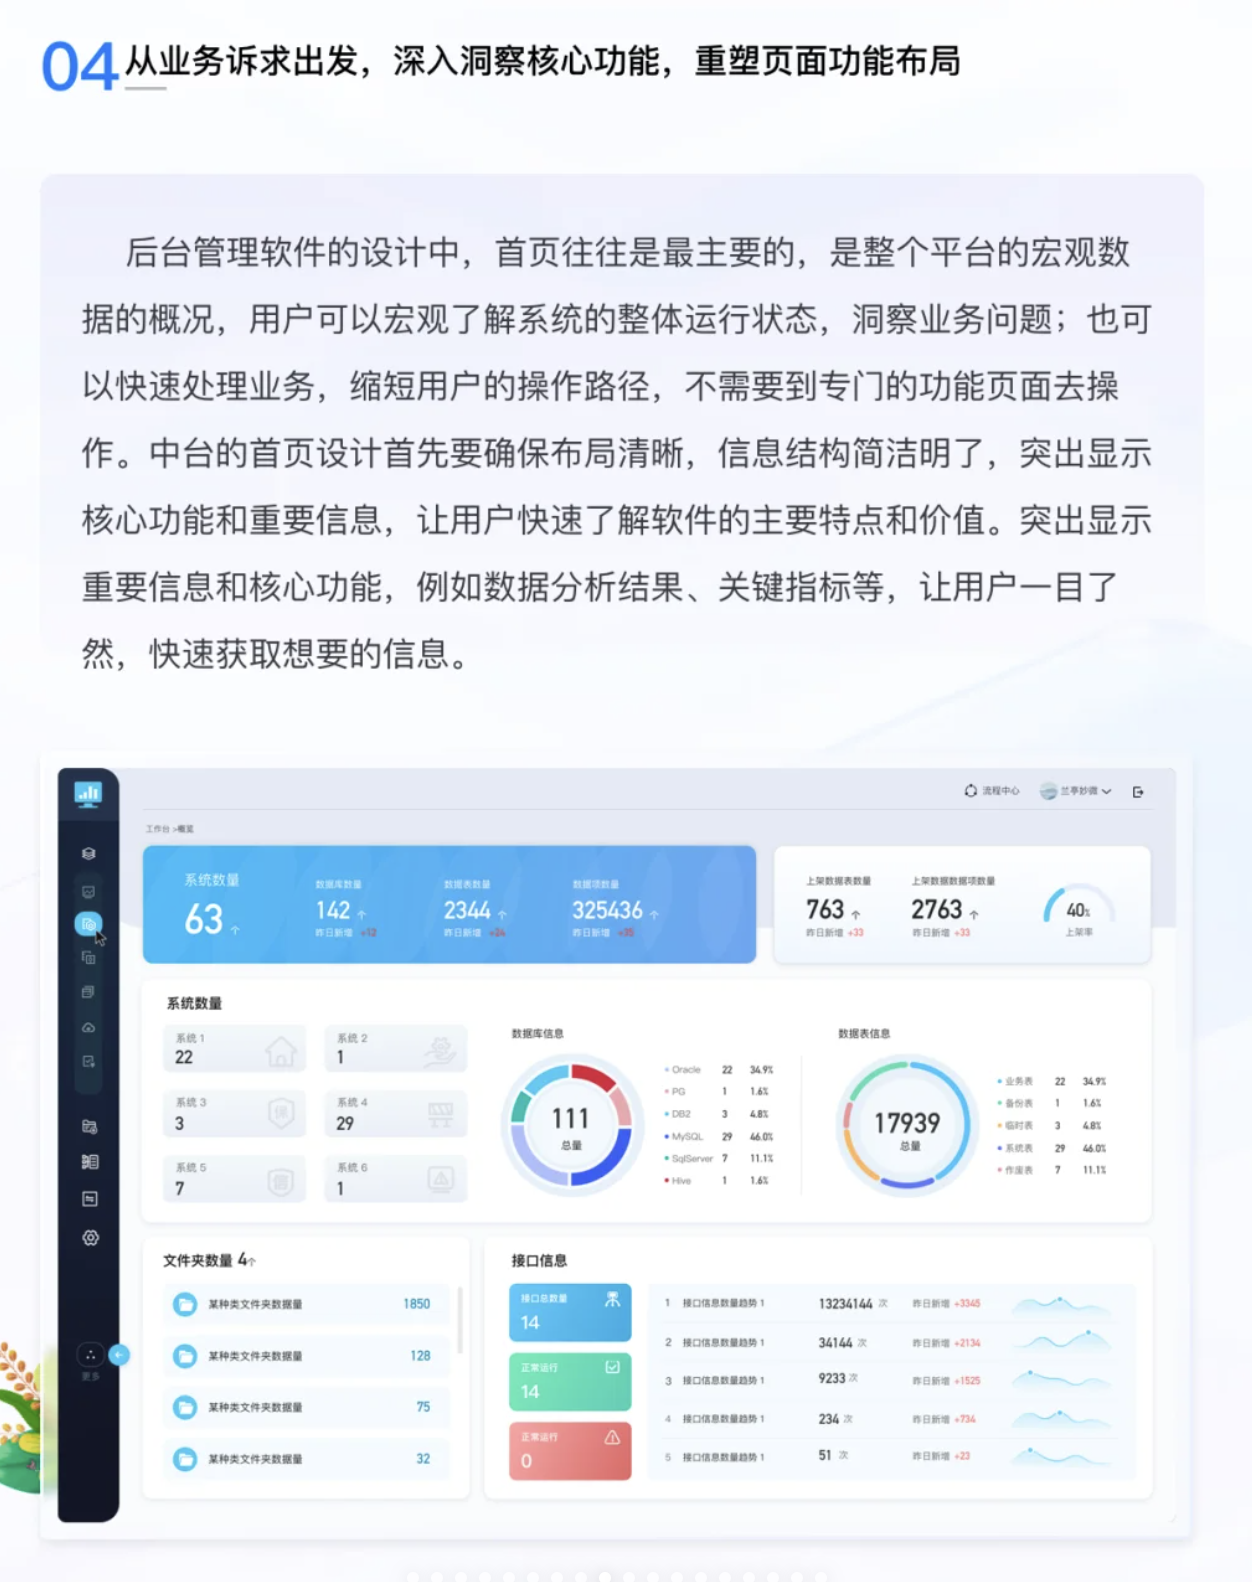 04 从业务诉求出发，深入洞察核心功能，重塑页面功能布局
后台管理软件的设计中，首页往往是最主要的，是整个平台的宏观数
据的概况，用户可以宏观了解系统的整体运行状态，洞察业务问题；也可
以快速处理业务，缩短用户的操作路径，不需要到专门的功能页面去操
作。中台的首页设计首先要确保布局清晰，信息结构简洁明了，突出显示
核心功能和重要信息，让用户快速了解软件的主要特点和价值。突出显示
重要信息和核心功能，例如数据分析结果、关键指标等，让用户一目了
然，快速获取想要的信息。
流程中心 兰亭妙微
工作台 >概览
系统数量
63 个
数据库数量
142 个
昨日新增 +12
数据表数量
2344 个
昨日新增 +24
数据项数量
325436 个
昨日新增 +35
上架数据表数量
763 个
昨日新增 +33
上架数据数据项数量
2763 个
昨日新增 +33
40%
上架率
系统数量
系统 1
22
系统 2
1
系统 3
3
保
系统 4
29
系统 5
7
信
系统 6
1
数据库信息
111
总量
Oracle 22 34.9%
PG 1 1.6%
DB2 3 4.8%
MySQL 29 46.0%
SqlServer 7 11.1%
Hive 1 1.6%
数据表信息
17939
总量
业务表 22 34.9%
备份表 1 1.6%
临时表 3 4.8%
系统表 29 46.0%
作废表 7 11.1%
文件夹数量 4个
某种类文件夹数据量 1850
某种类文件夹数据量 128
某种类文件夹数据量 75
某种类文件夹数据量 32
接口信息
接口总数量
14
正常运行
14
正常运行
0
1 接口信息数量趋势 1 13234144 次 昨日新增 +3345
2 接口信息数量趋势 1 34144 次 昨日新增 +2134
3 接口信息数量趋势 1 9233 次 昨日新增 +1525
4 接口信息数量趋势 1 234 次 昨日新增 +734
5 接口信息数量趋势 1 51 次 昨日新增 +23
更多